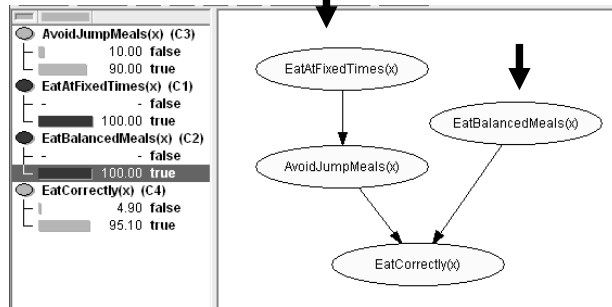 AvoidJumpMeals(x) (C3)
10.00 false
90.00 true
EatAtFixedTimes(x) (C1)
- - false
100.00 true
EatBalancedMeals(x) (C2)
- - false
100.00 true
EatCorrectly(x) (C4)
4.90 false
95.10 true
EatAtFixedTimes(x)
EatBalancedMeals(x)
AvoidJumpMeals(x)
EatCorrectly(x)